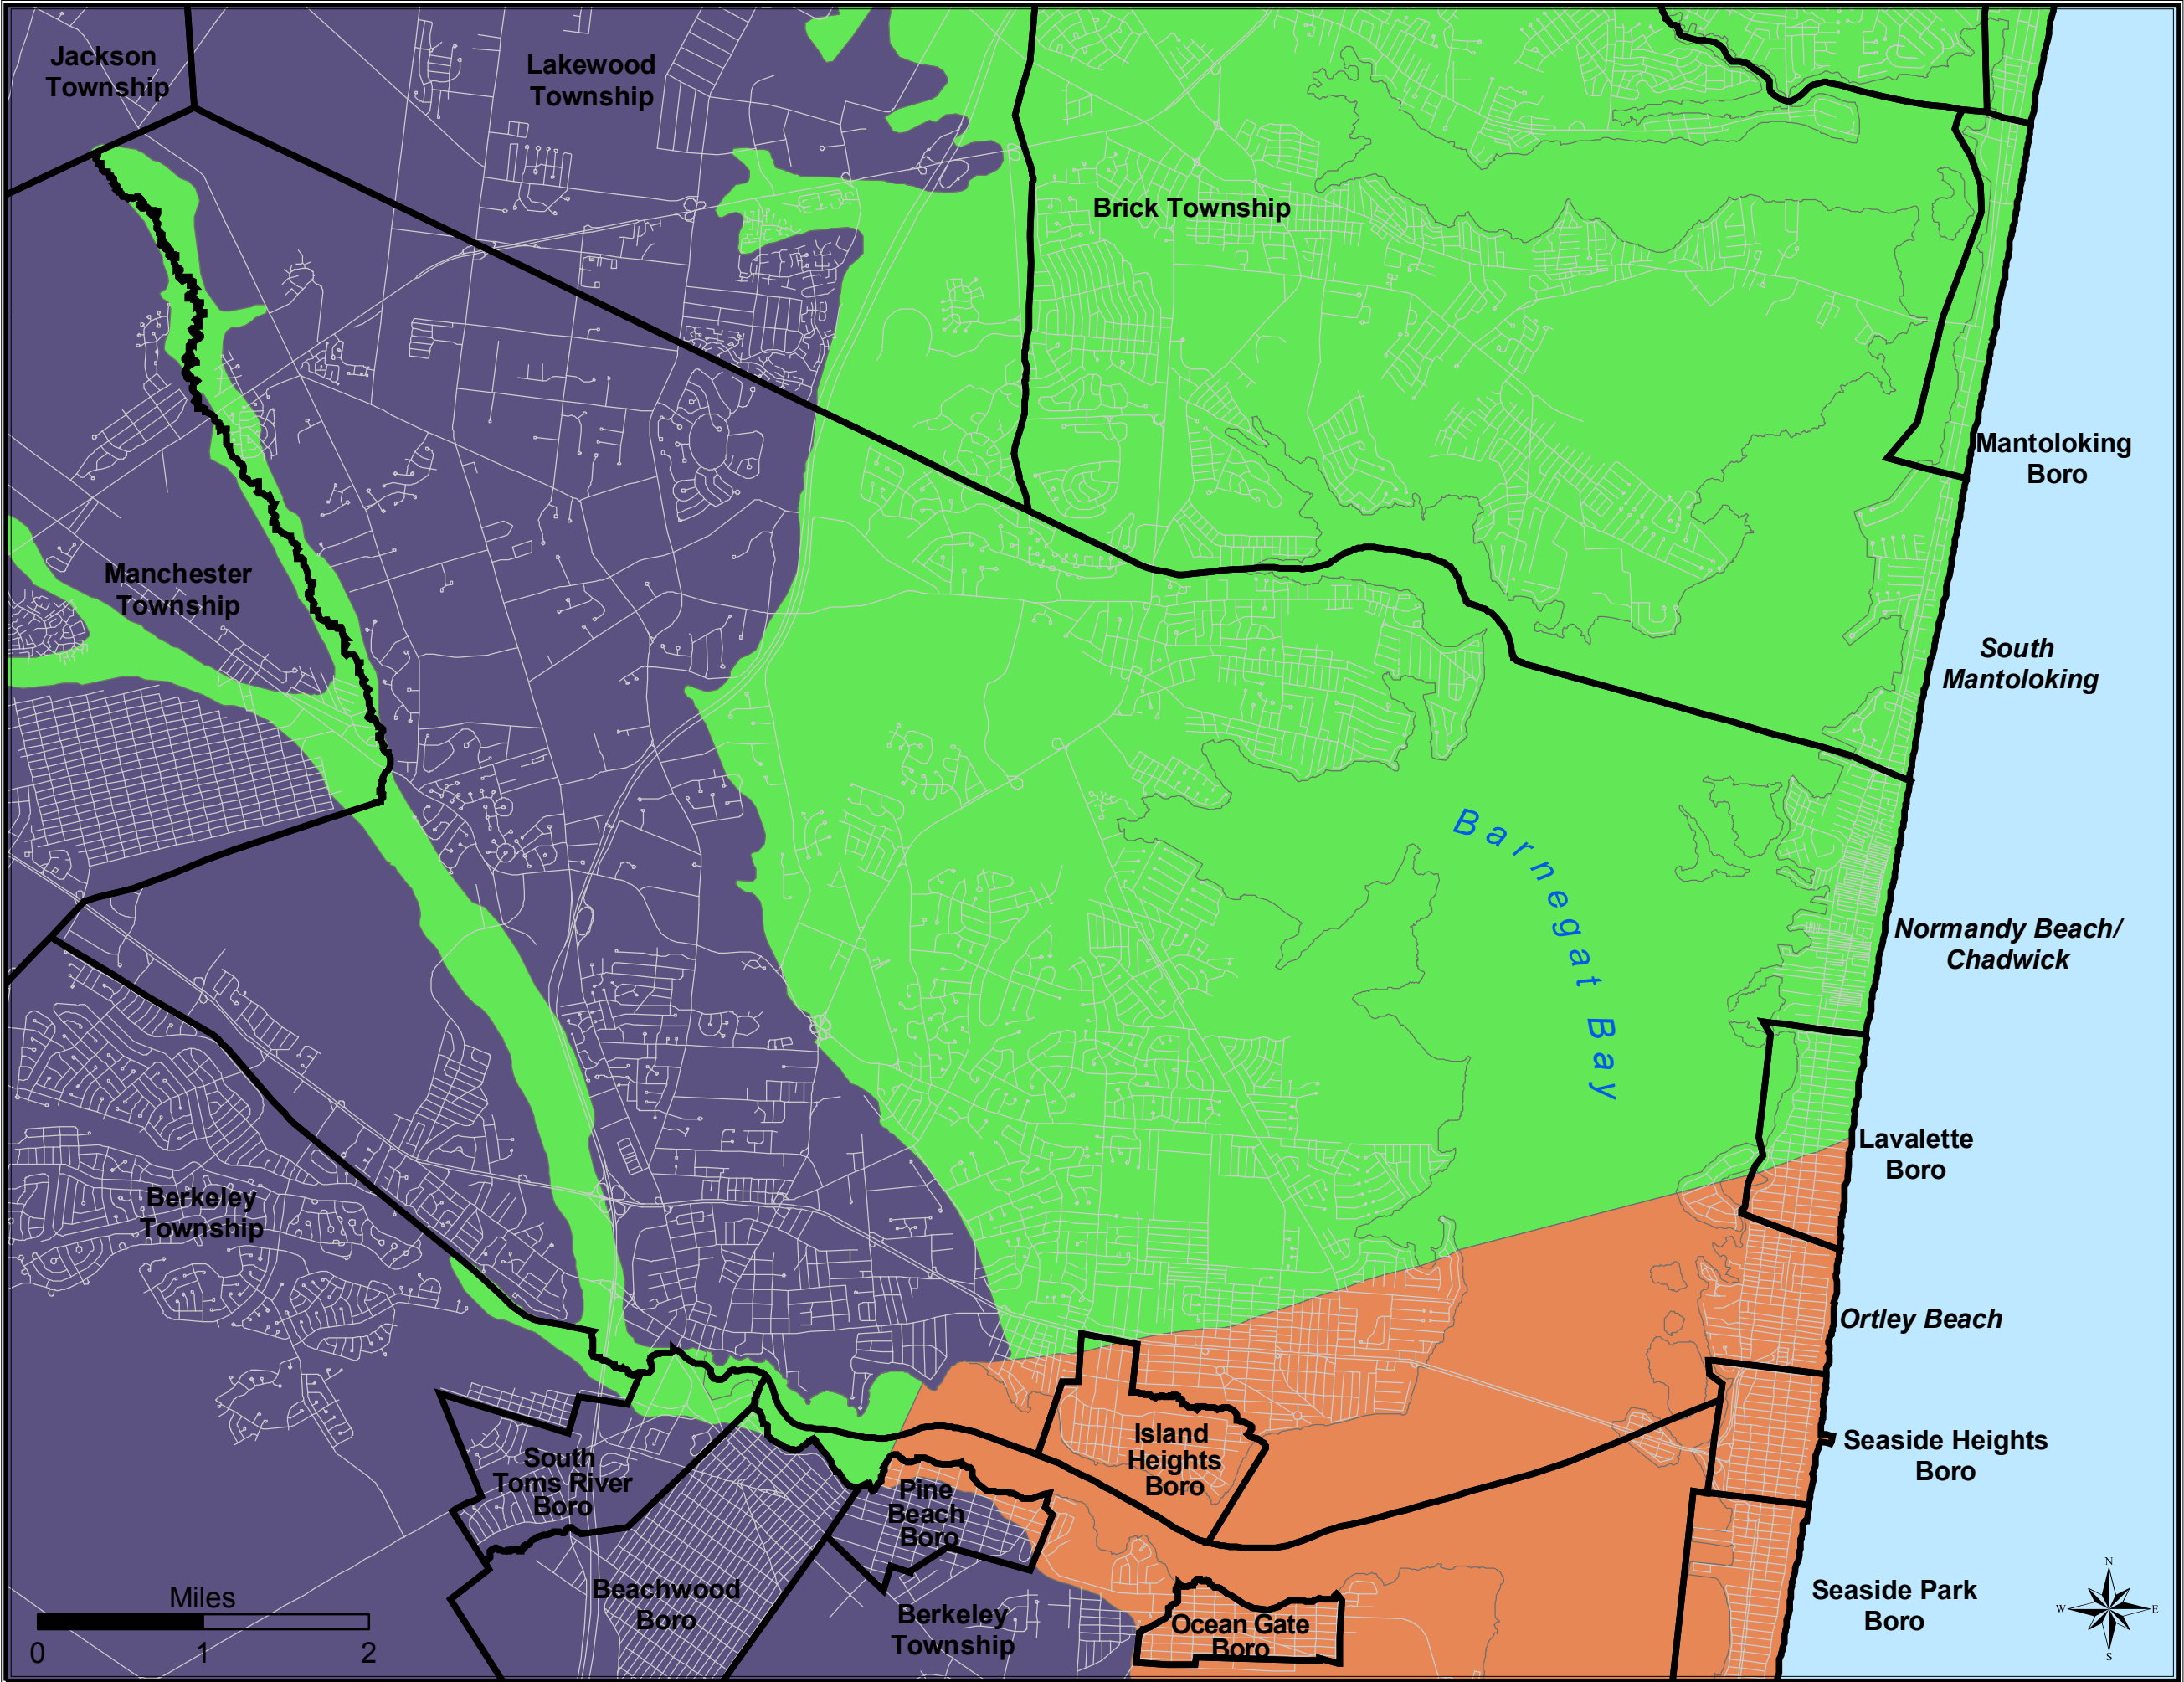 Jackson
Township
Lakewood
Township
Brick Township
Mantoloking
Boro
Manchester
Township
South
Mantoloking
Barnegat Bay
Normandy Beach/
Chadwick
Lavalette
Boro
Berkeley
Township
Ortley Beach
Island
Heights
Boro
Seaside Heights
Boro
South
Toms River
Boro
Pine
Beach
Boro
Beachwood
Boro
Berkeley
Township
Ocean Gate
Boro
Seaside Park
Boro
Miles
0 1 2
N
W E
S